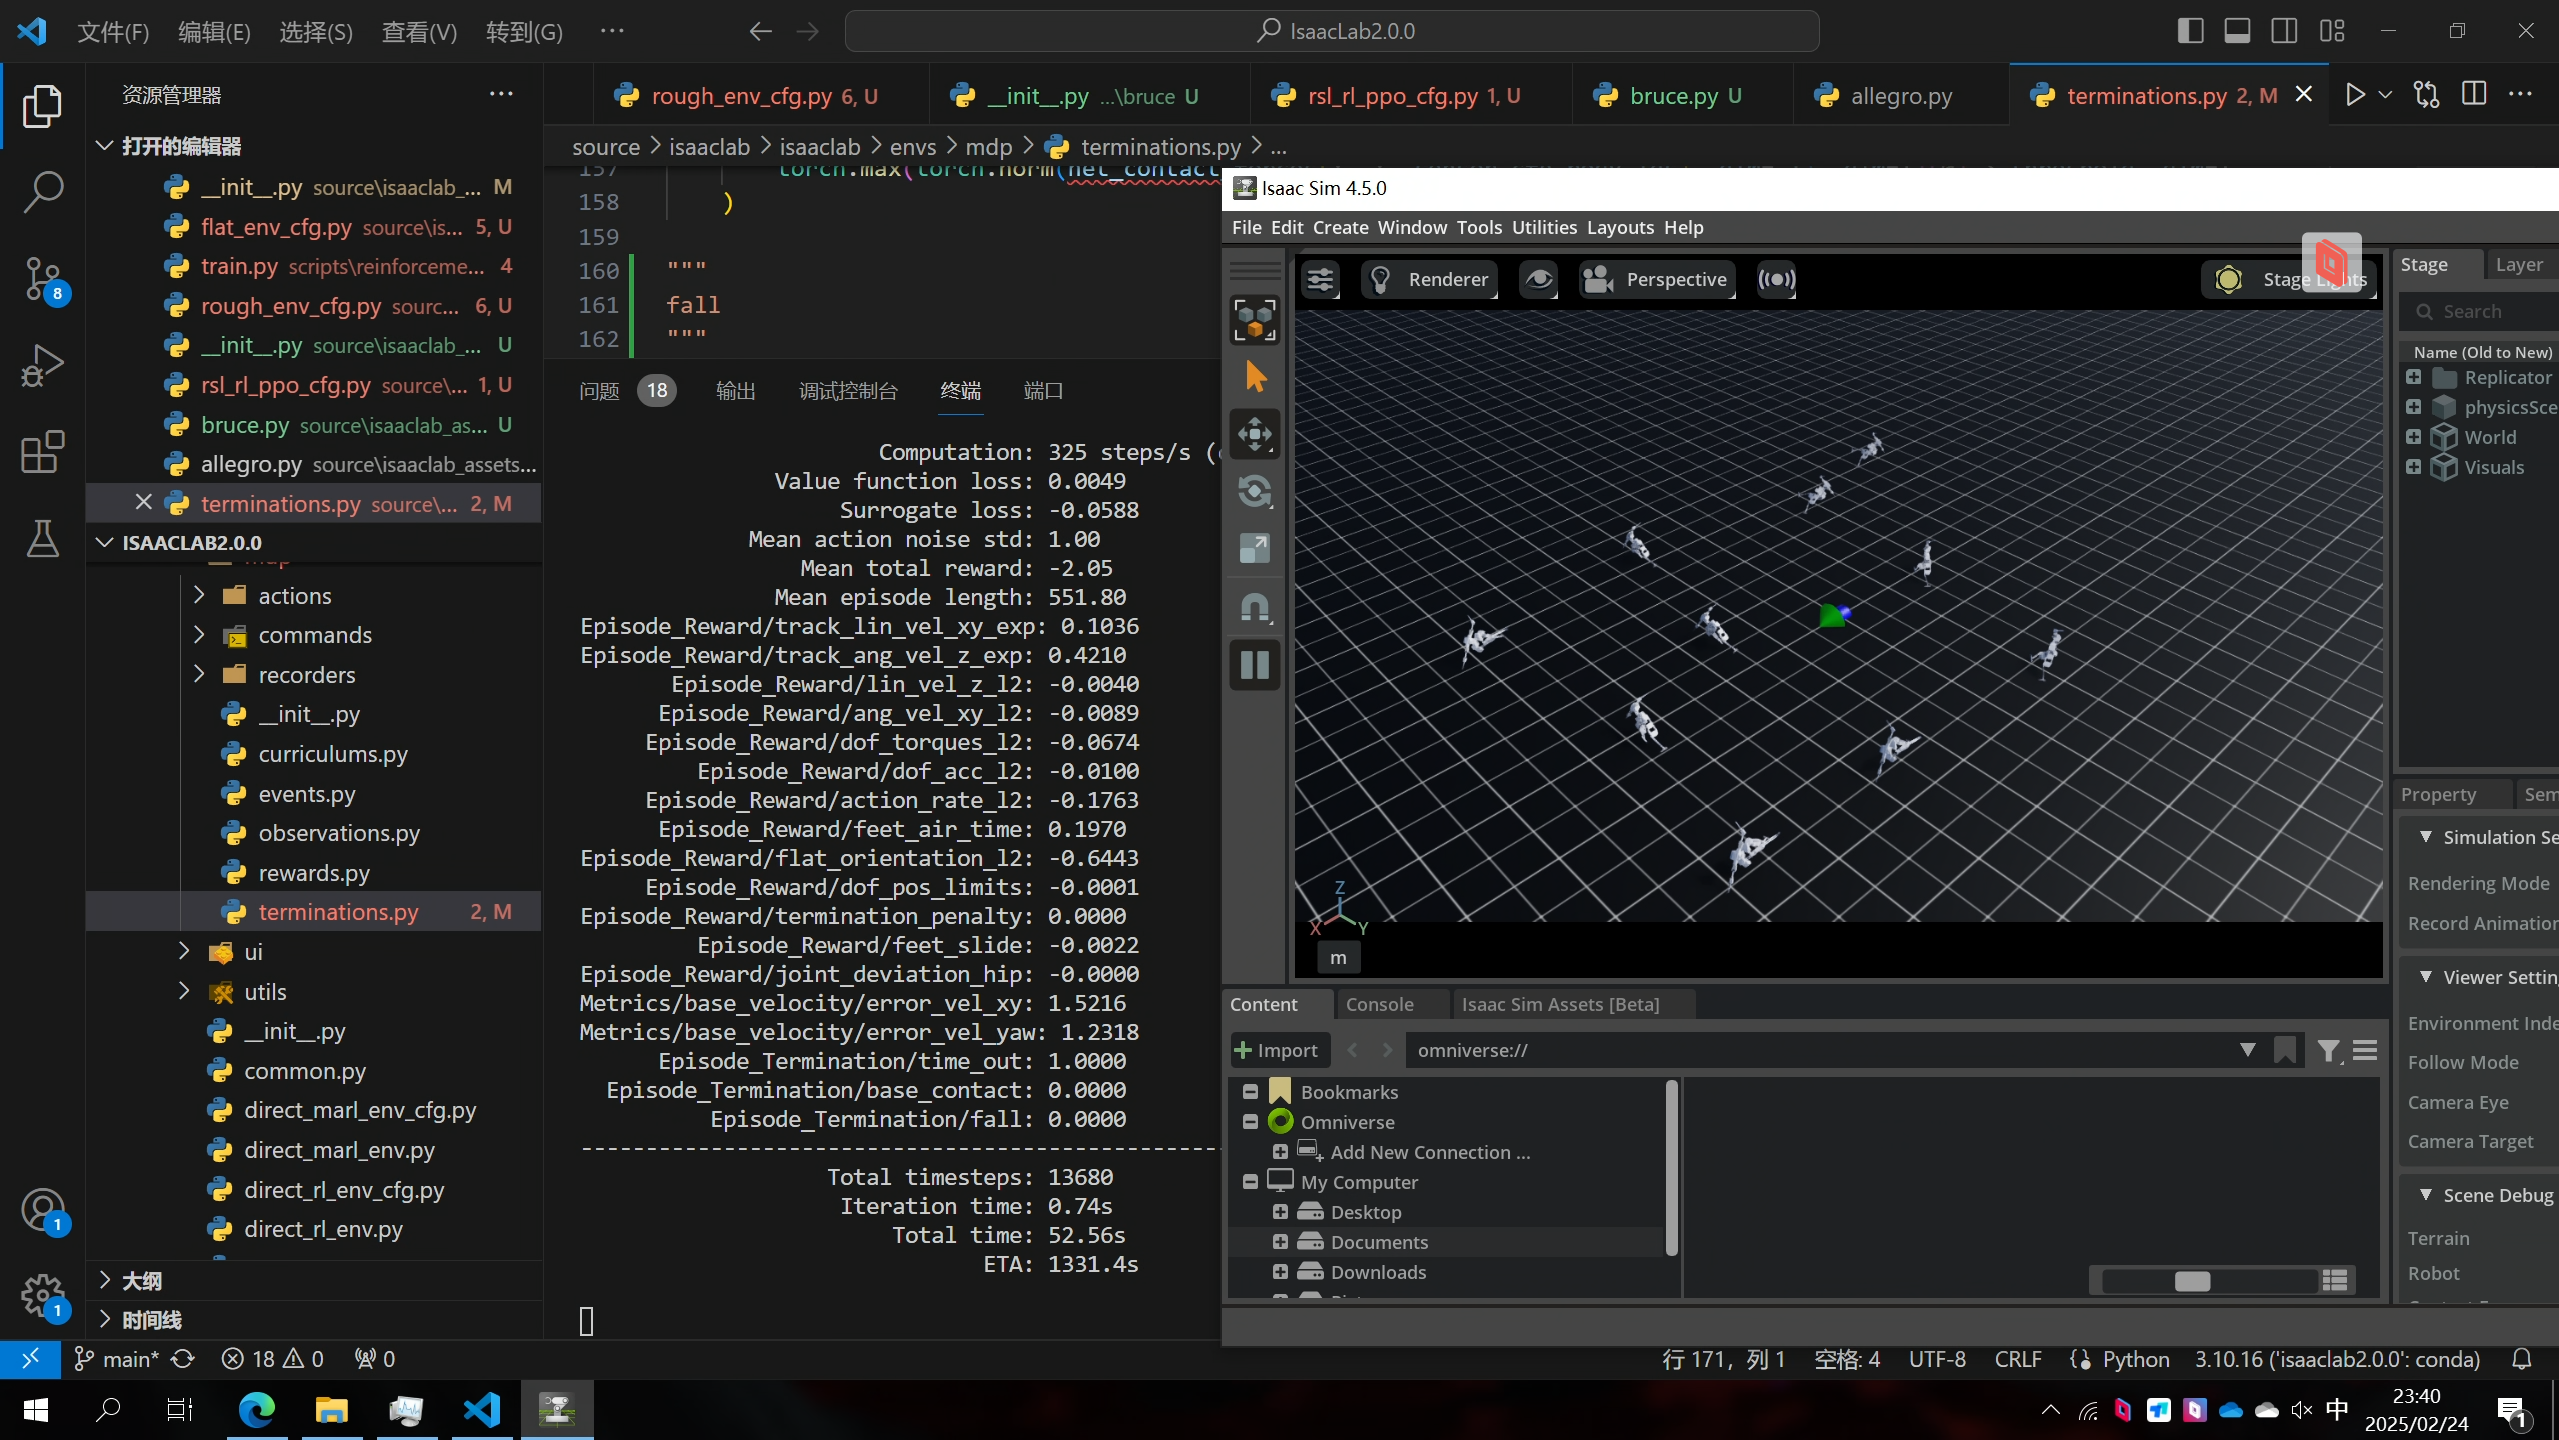 文件(F) 编辑(E) 选择(S) 查看(V) 转到(G) ··· IsaacLab2.0.0
资源管理器 ···
打开的编辑器
__init__.py source\isaaclab_... M
flat_env_cfg.py source\is... 5, U
train.py scripts\reinforceme... 4
rough_env_cfg.py sourc... 6, U
__init__.py source\isaaclab_... U
rsl_rl_ppo_cfg.py source\... 1, U
bruce.py source\isaaclab_as... U
allegro.py source\isaaclab_assets...
terminations.py source\... 2, M
ISAACLAB2.0.0
actions
commands
recorders
__init__.py
curriculums.py
events.py
observations.py
rewards.py
terminations.py 2, M
ui
utils
__init__.py
common.py
direct_marl_env_cfg.py
direct_marl_env.py
direct_rl_env_cfg.py
direct_rl_env.py
大纲
时间线
8
1
1
rough_env_cfg.py 6, U __init__.py ...\bruce U rsl_rl_ppo_cfg.py 1, U bruce.py U allegro.py terminations.py 2, M
source > isaaclab > isaaclab > envs > mdp > terminations.py > ...
157 torch.max(torch.norm(net_contact
158 )
159
160 """
161 fall
162 """
问题 18 输出 调试控制台 终端 端口
Computation: 325 steps/s (
Value function loss: 0.0049
Surrogate loss: -0.0588
Mean action noise std: 1.00
Mean total reward: -2.05
Mean episode length: 551.80
Episode_Reward/track_lin_vel_xy_exp: 0.1036
Episode_Reward/track_ang_vel_z_exp: 0.4210
Episode_Reward/lin_vel_z_l2: -0.0040
Episode_Reward/ang_vel_xy_l2: -0.0089
Episode_Reward/dof_torques_l2: -0.0674
Episode_Reward/dof_acc_l2: -0.0100
Episode_Reward/action_rate_l2: -0.1763
Episode_Reward/feet_air_time: 0.1970
Episode_Reward/flat_orientation_l2: -0.6443
Episode_Reward/dof_pos_limits: -0.0001
Episode_Reward/termination_penalty: 0.0000
Episode_Reward/feet_slide: -0.0022
Episode_Reward/joint_deviation_hip: -0.0000
Metrics/base_velocity/error_vel_xy: 1.5216
Metrics/base_velocity/error_vel_yaw: 1.2318
Episode_Termination/time_out: 1.0000
Episode_Termination/base_contact: 0.0000
Episode_Termination/fall: 0.0000
--------------------------------------------------
Total timesteps: 13680
Iteration time: 0.74s
Total time: 52.56s
ETA: 1331.4s
Isaac Sim 4.5.0
File Edit Create Window Tools Utilities Layouts Help
Renderer Perspective Stage Lights
Z
X Y
m
Stage Layer
Search
Name (Old to New)
Replicator
physicsSce
World
Visuals
Property Sem
Simulation Se
Rendering Mode
Record Animation
Viewer Setting
Environment Inde
Follow Mode
Camera Eye
Camera Target
Scene Debug
Terrain
Robot
Content Console Isaac Sim Assets [Beta]
Import omniverse://
Bookmarks
Omniverse
Add New Connection ...
My Computer
Desktop
Documents
Downloads
main* 18 0 0 行 171，列 1 空格: 4 UTF-8 CRLF Python 3.10.16 ('isaaclab2.0.0': conda)
中 23:40
2025/02/24
1